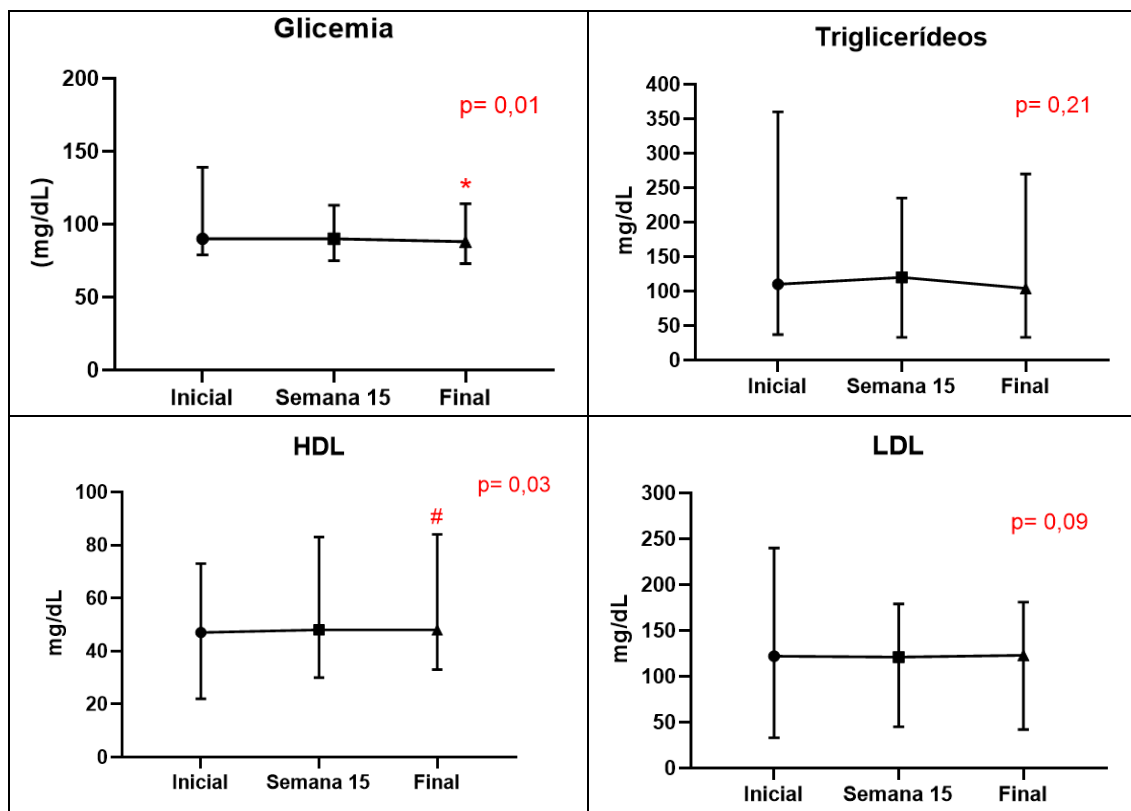 Glicemia
p= 0,01
200
150
100
50
0
(mg/dL)
*
Inicial Semana 15 Final
Triglicerídeos
p= 0,21
400
350
300
250
200
150
100
50
0
mg/dL
Inicial Semana 15 Final
HDL
p= 0,03
100
80
60
40
20
0
mg/dL
#
Inicial Semana 15 Final
LDL
p= 0,09
300
250
200
150
100
50
0
mg/dL
Inicial Semana 15 Final